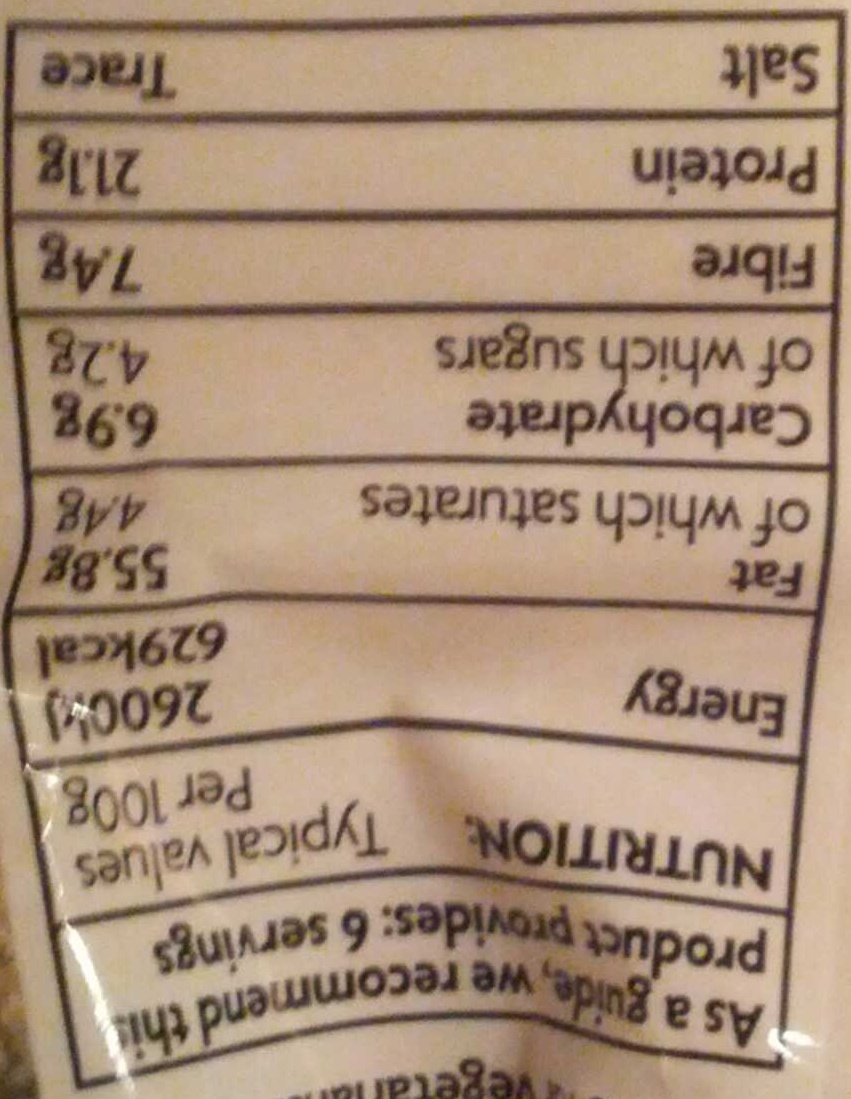 As a guide, we recommend this
product provides: 6 servings
NUTRITION: Typical values
Per 100g
Energy 2600kJ
629kcal
Fat 55.8g
of which saturates 4.4g
Carbohydrate 6.9g
of which sugars 4.2g
Fibre 7.4g
Protein 21.1g
Salt Trace